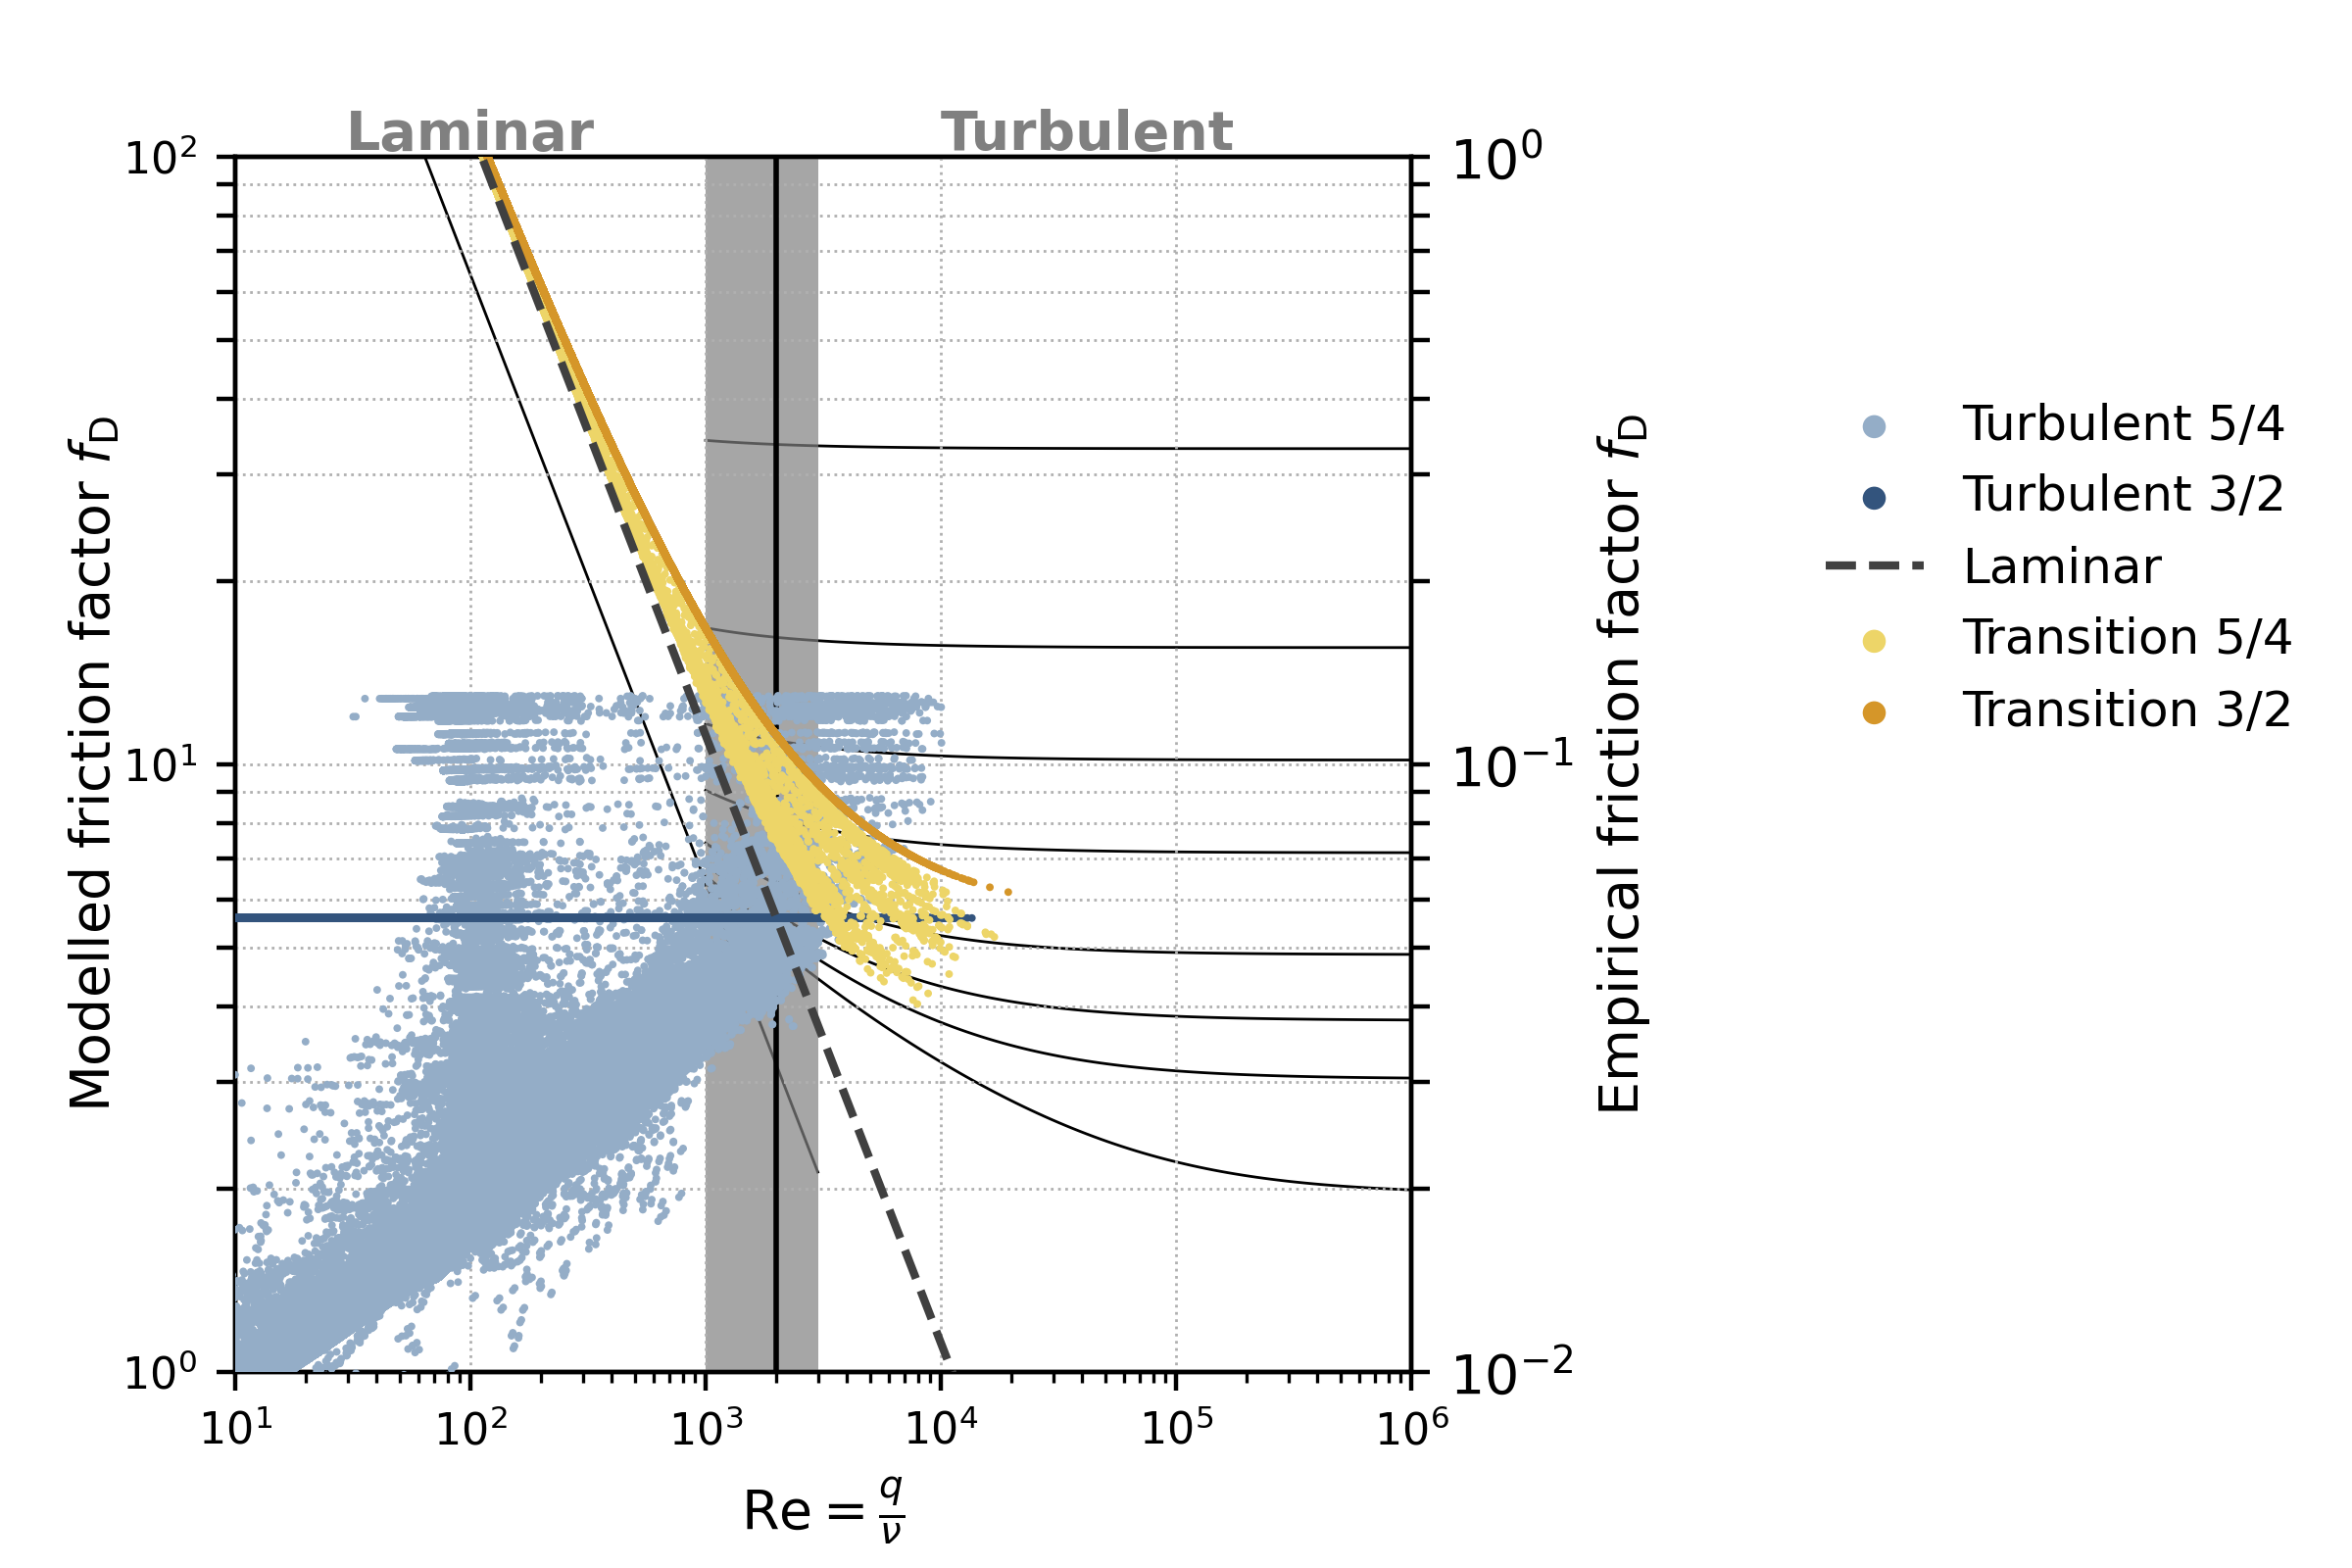 Laminar Turbulent
10² 10⁰
10¹ 10⁻¹
10⁰ 10⁻²
Modelled friction factor f_D
Empirical friction factor f_D
Turbulent 5/4
Turbulent 3/2
Laminar
Transition 5/4
Transition 3/2
10¹ 10² 10³ 10⁴ 10⁵ 10⁶
Re = q/ν